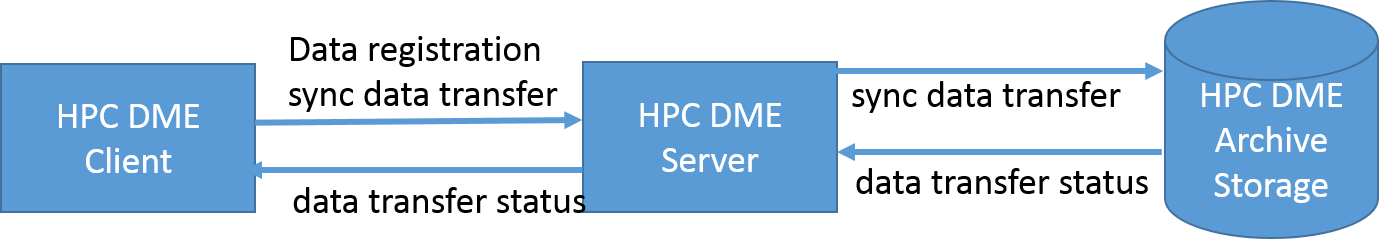 HPC DME
Client
Data registration
sync data transfer
data transfer status
HPC DME
Server
sync data transfer
data transfer status
HPC DME
Archive
Storage